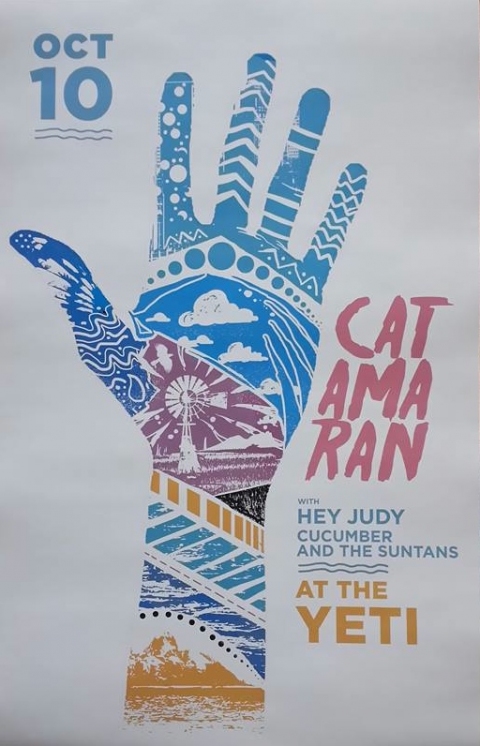 OCT
10
CAT
AMA
RAN
WITH
HEY JUDY
CUCUMBER
AND THE SUNTANS
AT THE
YETI